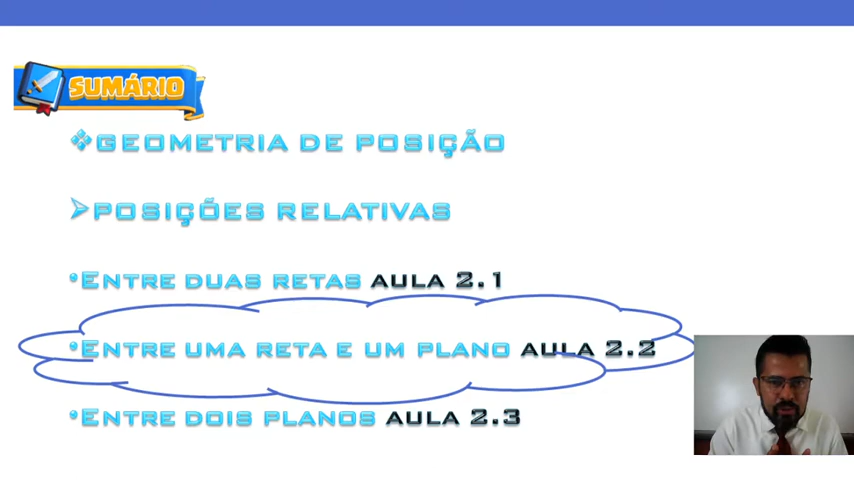 SUMÁRIO
GEOMETRIA DE POSIÇÃO
POSIÇÕES RELATIVAS
ENTRE DUAS RETAS AULA 2.1
ENTRE UMA RETA E UM PLANO AULA 2.2
ENTRE DOIS PLANOS AULA 2.3